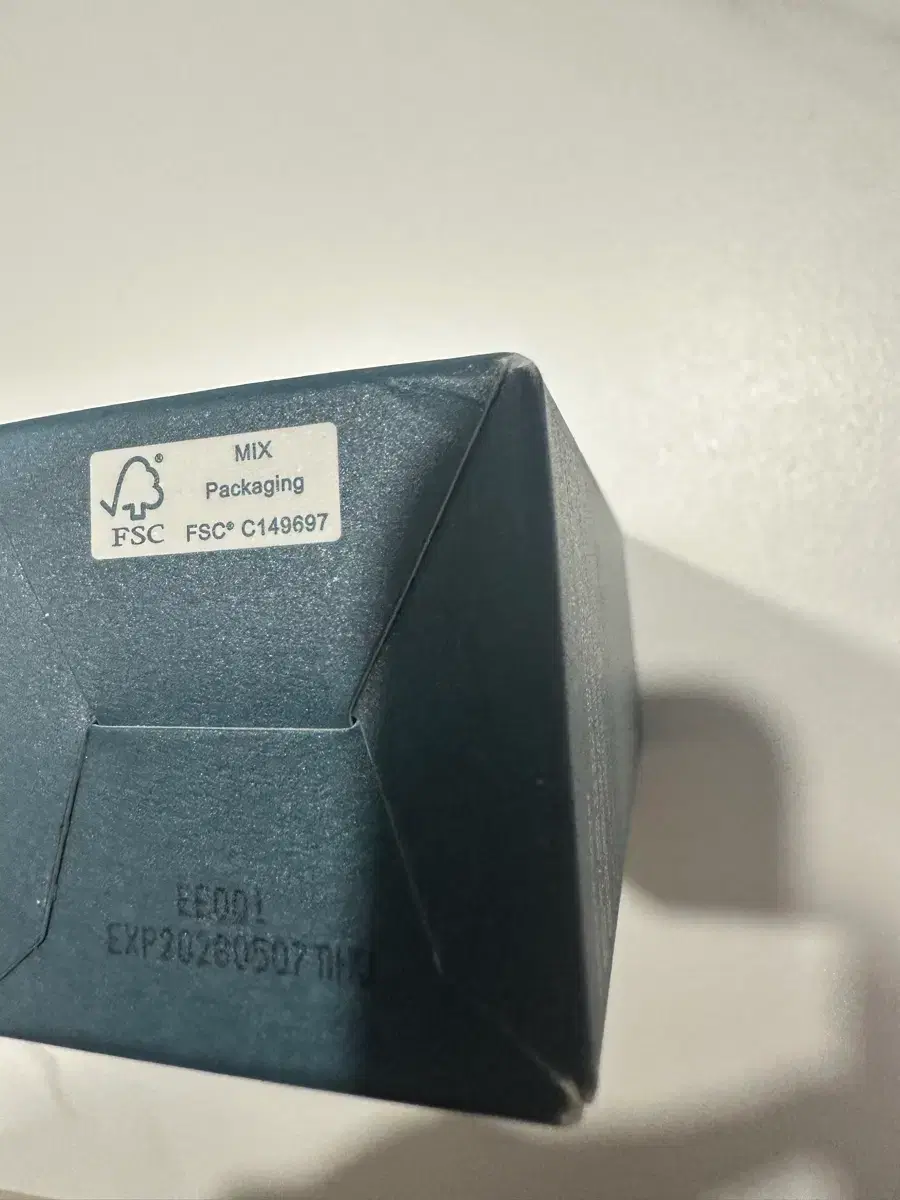 MIX
Packaging
FSC FSC® C149697
EE001
EXP20280507